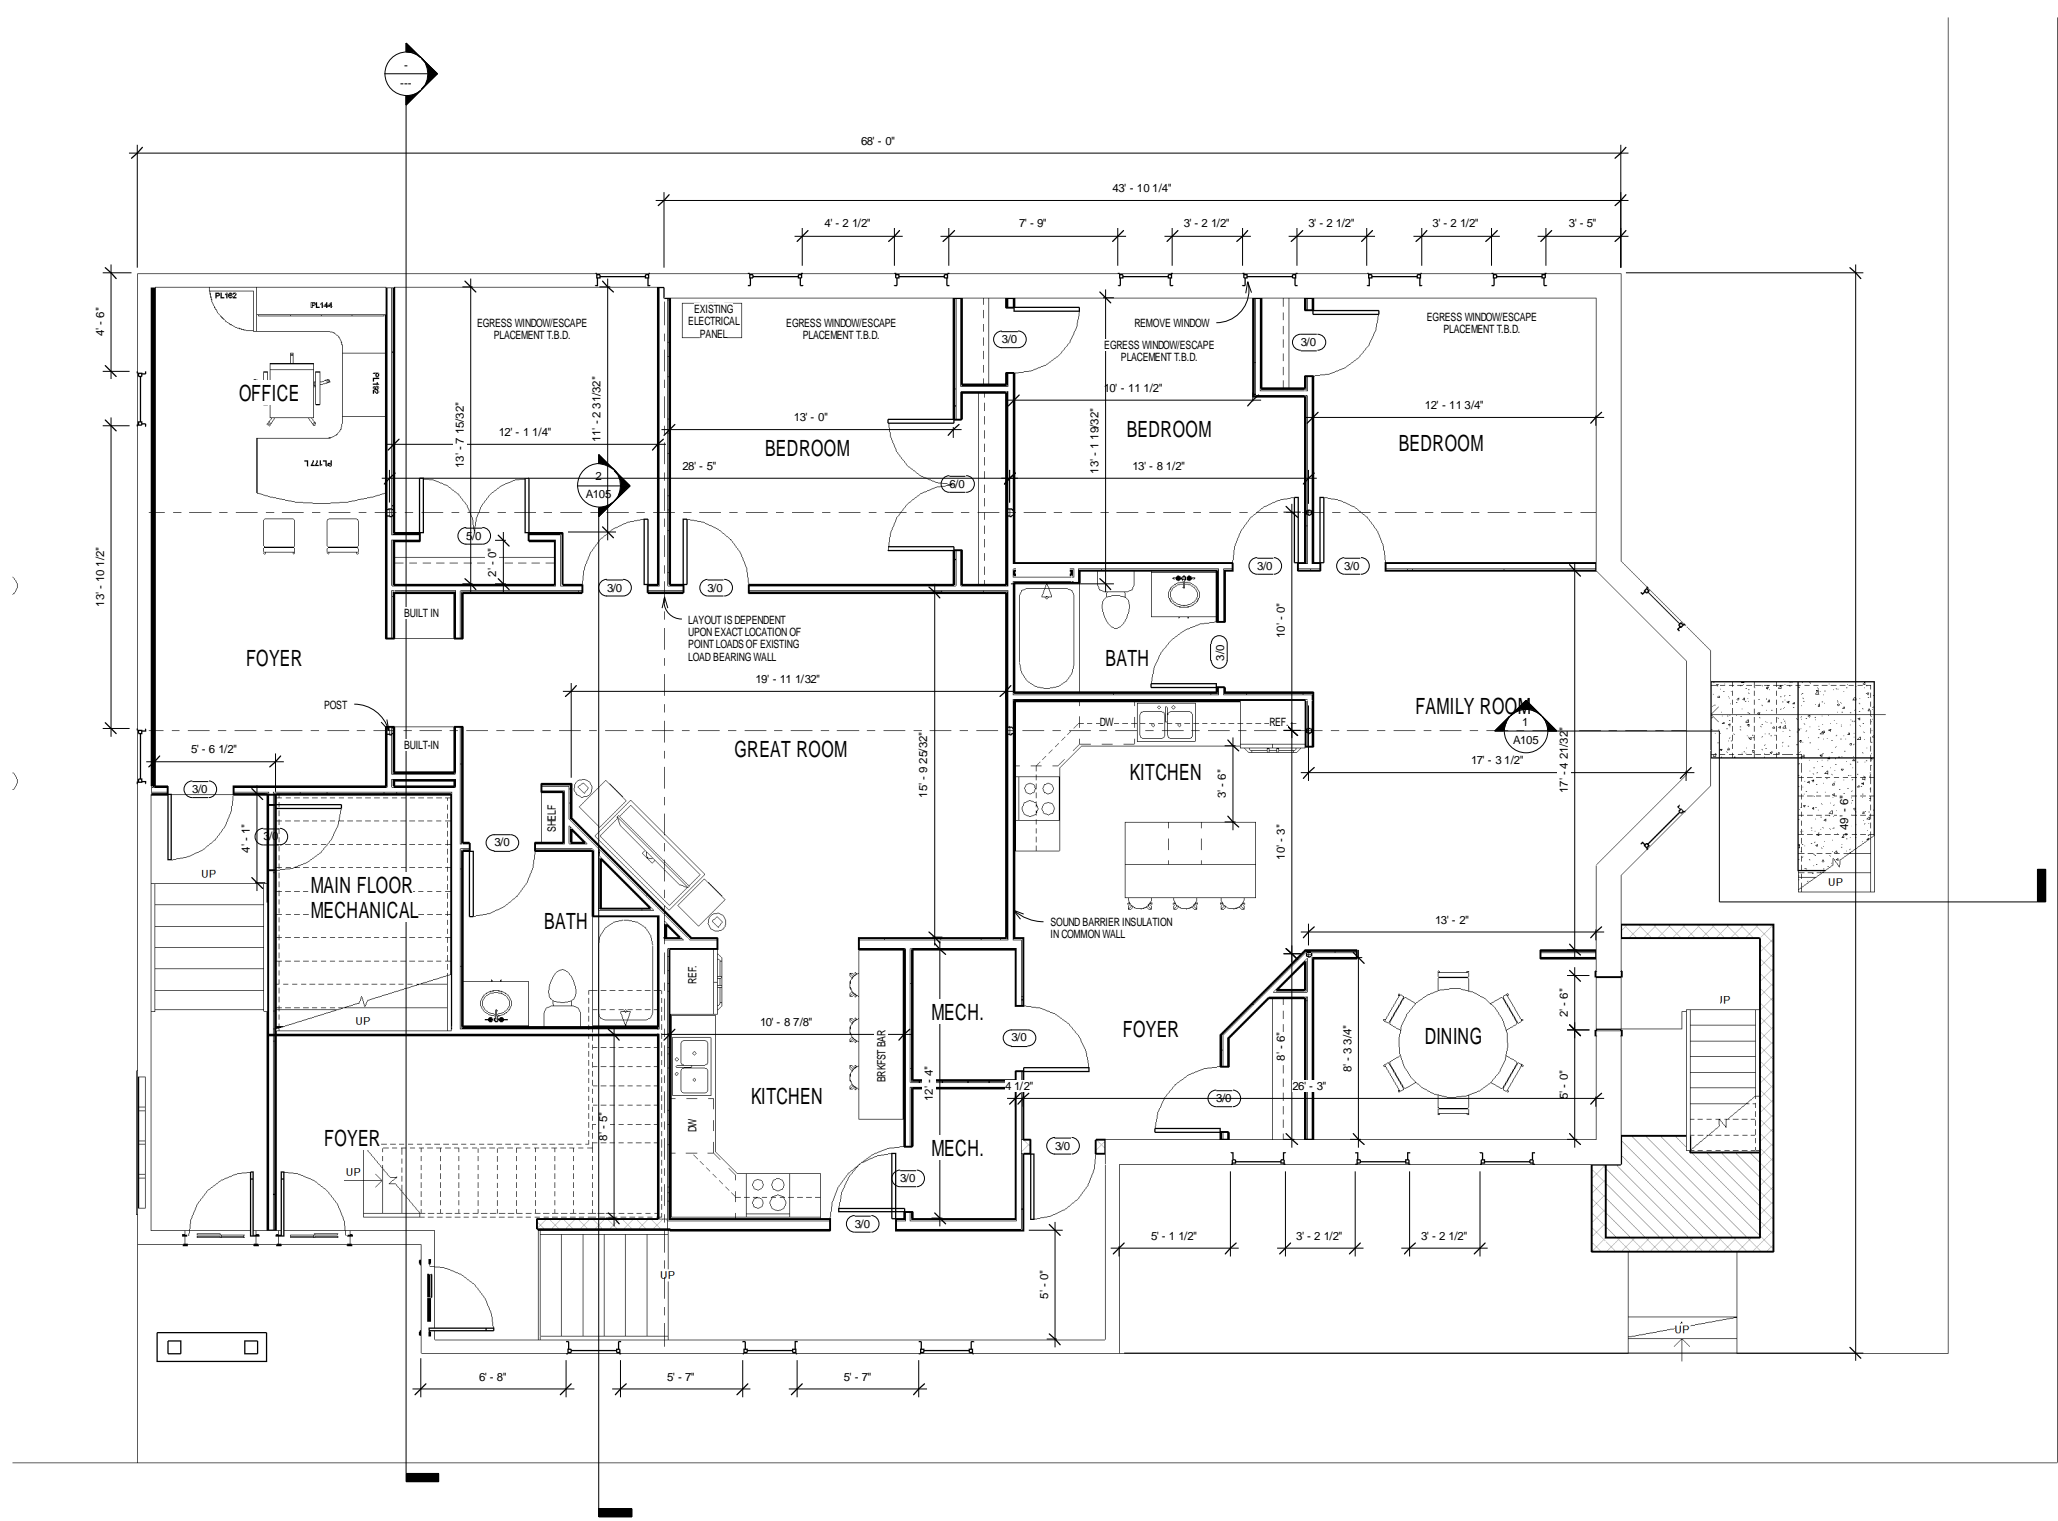 -
---
68' - 0"
43' - 10 1/4"
4' - 2 1/2"
7' - 9"
3' - 2 1/2"
3' - 2 1/2"
3' - 2 1/2"
3' - 5"
4' - 6"
PL162
PL144
PL192
PL177 L
OFFICE
EGRESS WINDOW/ESCAPE
PLACEMENT T.B.D.
EXISTING
ELECTRICAL
PANEL
EGRESS WINDOW/ESCAPE
PLACEMENT T.B.D.
3/0
REMOVE WINDOW
EGRESS WINDOW/ESCAPE
PLACEMENT T.B.D.
3/0
EGRESS WINDOW/ESCAPE
PLACEMENT T.B.D.
13' - 7 15/32"
12' - 1 1/4"
11' - 2 31/32"
13' - 0"
BEDROOM
10' - 11 1/2"
BEDROOM
13' - 1 19/32"
13' - 8 1/2"
12' - 11 3/4"
BEDROOM
28' - 5"
2
A105
6/0
5/0
2' - 0"
13' - 10 1/2"
3/0
3/0
3/0
3/0
BUILT IN
LAYOUT IS DEPENDENT
UPON EXACT LOCATION OF
POINT LOADS OF EXISTING
LOAD BEARING WALL
10' - 0"
FOYER
BATH
3/0
19' - 11 1/32"
POST
BUILT-IN
GREAT ROOM
15' - 9 25/32"
DW
REF.
FAMILY ROOM
1
A105
17' - 3 1/2"
17' - 4 21/32"
5' - 6 1/2"
3/0
KITCHEN
3' - 6"
4' - 1"
3/0
SHELF
3/0
10' - 3"
49' - 6"
UP
UP
MAIN FLOOR
MECHANICAL
BATH
SOUND BARRIER INSULATION
IN COMMON WALL
13' - 2"
REF.
UP
10' - 8 7/8"
BRKFST BAR
MECH.
3/0
FOYER
8' - 6"
8' - 3 3/4"
DINING
2' - 6"
UP
KITCHEN
12' - 4"
4 1/2"
3/0
26' - 3"
5' - 0"
8' - 5"
DW
FOYER
UP
MECH.
3/0
3/0
3/0
5' - 1 1/2"
3' - 2 1/2"
3' - 2 1/2"
UP
5' - 0"
UP
6' - 8"
5' - 7"
5' - 7"